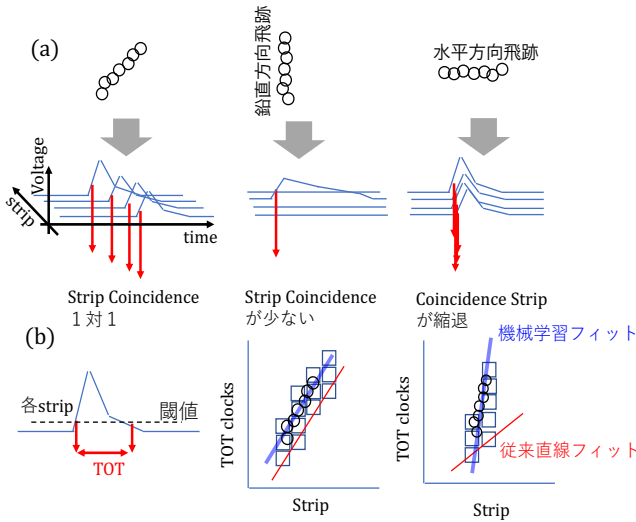 (a)
鉛直方向飛跡
水平方向飛跡
Voltage
strip
time
Strip Coincidence
１対１
Strip Coincidence
が少ない
Coincidence Strip
が縮退
(b)
機械学習フィット
各strip
閾値
TOT
TOT clocks
Strip
TOT clocks
従来直線フィット
Strip